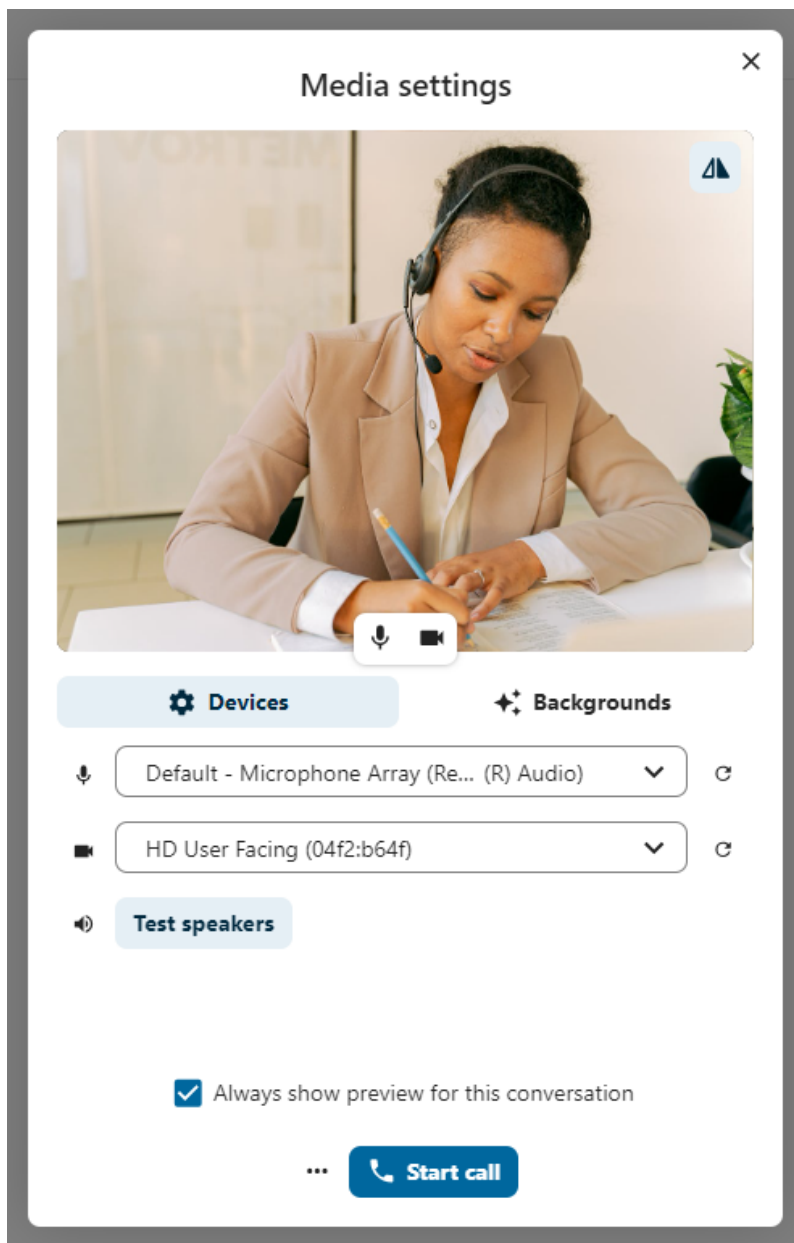 Media settings
Devices
Backgrounds
Default - Microphone Array (Re... (R) Audio)
HD User Facing (04f2:b64f)
Test speakers
Always show preview for this conversation
Start call